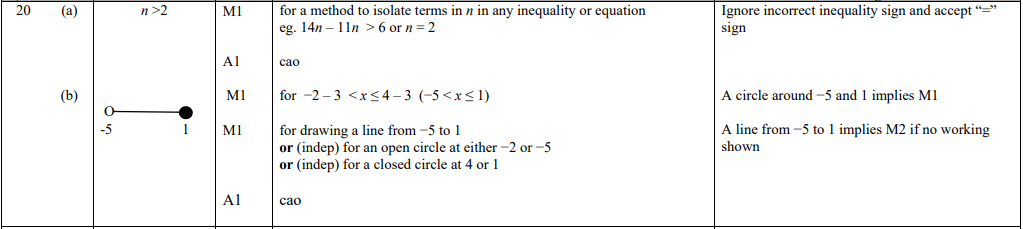 20 (a) n >2 M1 for a method to isolate terms in n in any inequality or equation Ignore incorrect inequality sign and accept “=”
eg. 14n – 11n > 6 or n = 2 sign
A1 cao
(b) M1 for −2 – 3 < x ≤ 4 – 3 (−5 < x ≤ 1) A circle around −5 and 1 implies M1
-5 1 M1 for drawing a line from −5 to 1 A line from −5 to 1 implies M2 if no working
or (indep) for an open circle at either −2 or −5 shown
or (indep) for a closed circle at 4 or 1
A1 cao